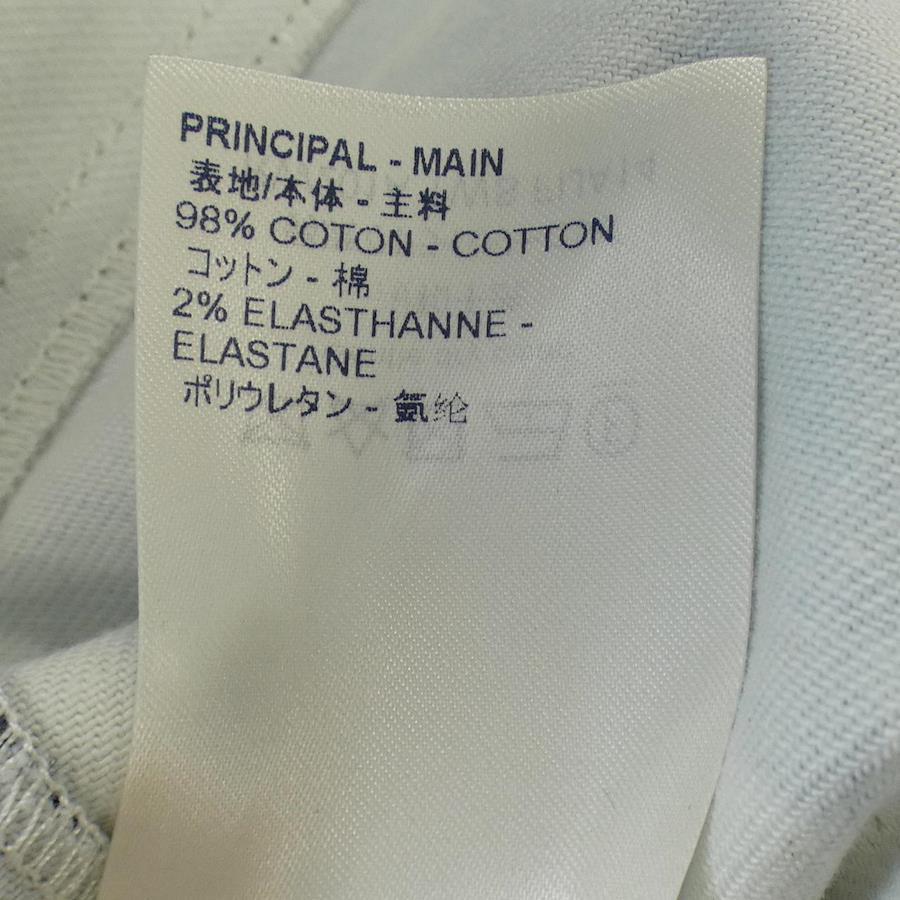 PRINCIPAL - MAIN
表地/本体 - 主料
98% COTON - COTTON
コットン - 棉
2% ELASTHANNE -
ELASTANE
ポリウレタン - 氨纶